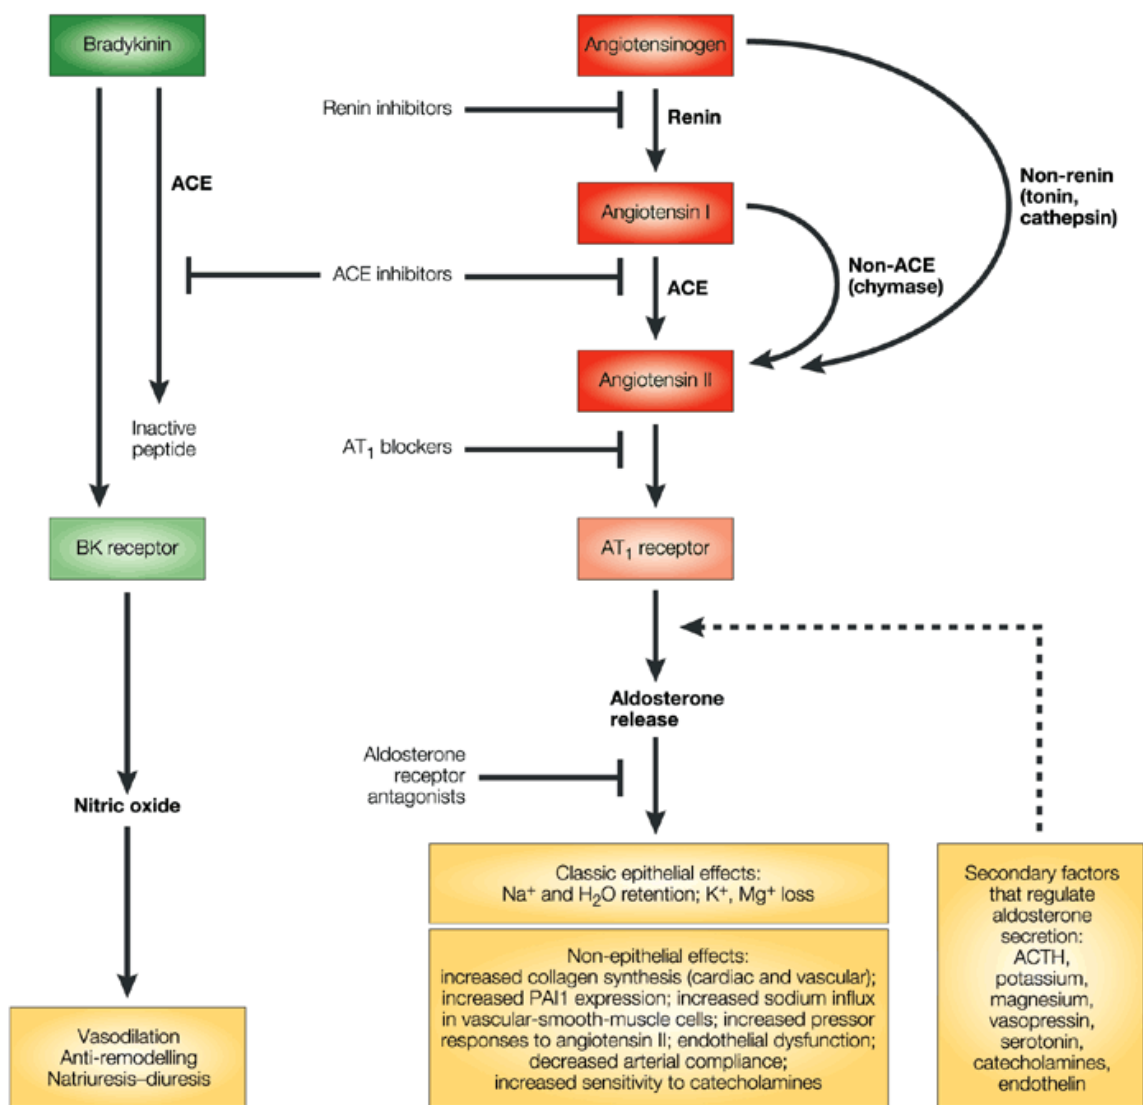 Bradykinin
Angiotensinogen
Renin inhibitors
Renin
ACE
Non-renin
(tonin,
cathepsin)
Angiotensin I
ACE inhibitors
ACE
Non-ACE
(chymase)
Angiotensin II
Inactive
peptide
AT₁ blockers
BK receptor
AT₁ receptor
Aldosterone
release
Aldosterone
receptor
antagonists
Nitric oxide
Classic epithelial effects:
Na⁺ and H₂O retention; K⁺, Mg⁺ loss
Non-epithelial effects:
increased collagen synthesis (cardiac and vascular);
increased PAI1 expression; increased sodium influx
in vascular-smooth-muscle cells; increased pressor
responses to angiotensin II; endothelial dysfunction;
decreased arterial compliance;
increased sensitivity to catecholamines
Secondary factors
that regulate
aldosterone
secretion:
ACTH,
potassium,
magnesium,
vasopressin,
serotonin,
catecholamines,
endothelin
Vasodilation
Anti-remodelling
Natriuresis–diuresis